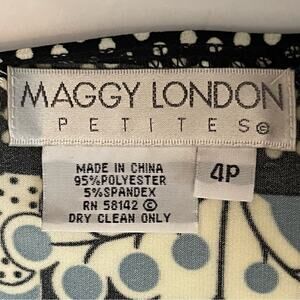 MAGGY LONDON
PETITES©
MADE IN CHINA
95%POLYESTER
5%SPANDEX
RN 58142 ©
DRY CLEAN ONLY
4P